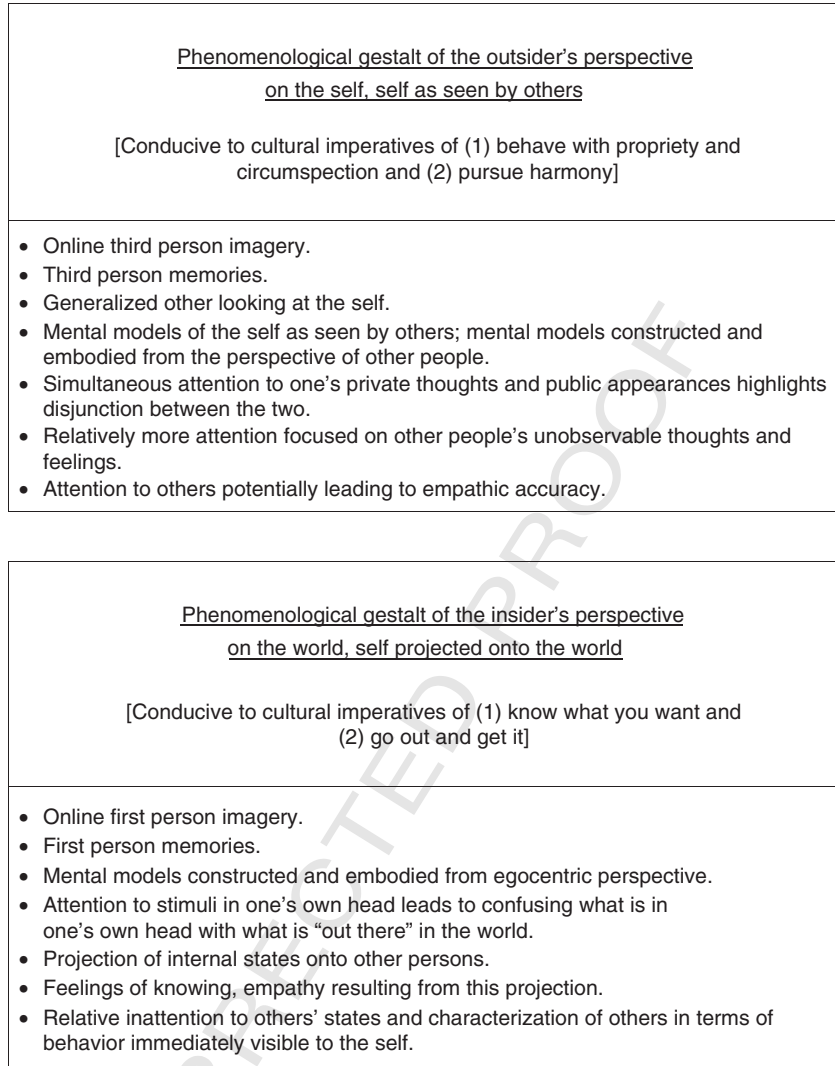 Phenomenological gestalt of the outsider's perspective
on the self, self as seen by others
[Conducive to cultural imperatives of (1) behave with propriety and
circumspection and (2) pursue harmony]
• Online third person imagery.
• Third person memories.
• Generalized other looking at the self.
• Mental models of the self as seen by others; mental models constructed and
embodied from the perspective of other people.
• Simultaneous attention to one's private thoughts and public appearances highlights
disjunction between the two.
• Relatively more attention focused on other people's unobservable thoughts and
feelings.
• Attention to others potentially leading to empathic accuracy.
Phenomenological gestalt of the insider's perspective
on the world, self projected onto the world
[Conducive to cultural imperatives of (1) know what you want and
(2) go out and get it]
• Online first person imagery.
• First person memories.
• Mental models constructed and embodied from egocentric perspective.
• Attention to stimuli in one's own head leads to confusing what is in
one's own head with what is "out there" in the world.
• Projection of internal states onto other persons.
• Feelings of knowing, empathy resulting from this projection.
• Relative inattention to others' states and characterization of others in terms of
behavior immediately visible to the self.
RECTED PROOF